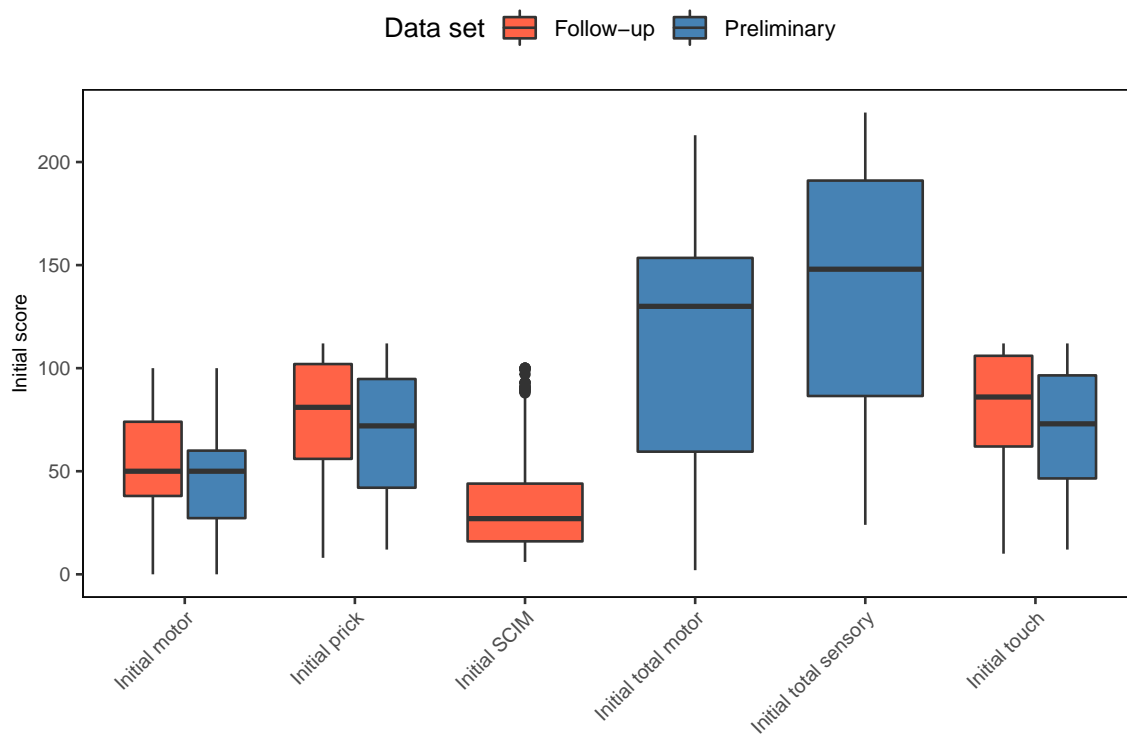 Data set Follow−up Preliminary
Initial score
200
150
100
50
0
Initial motor
Initial prick
Initial SCIM
Initial total motor
Initial total sensory
Initial touch